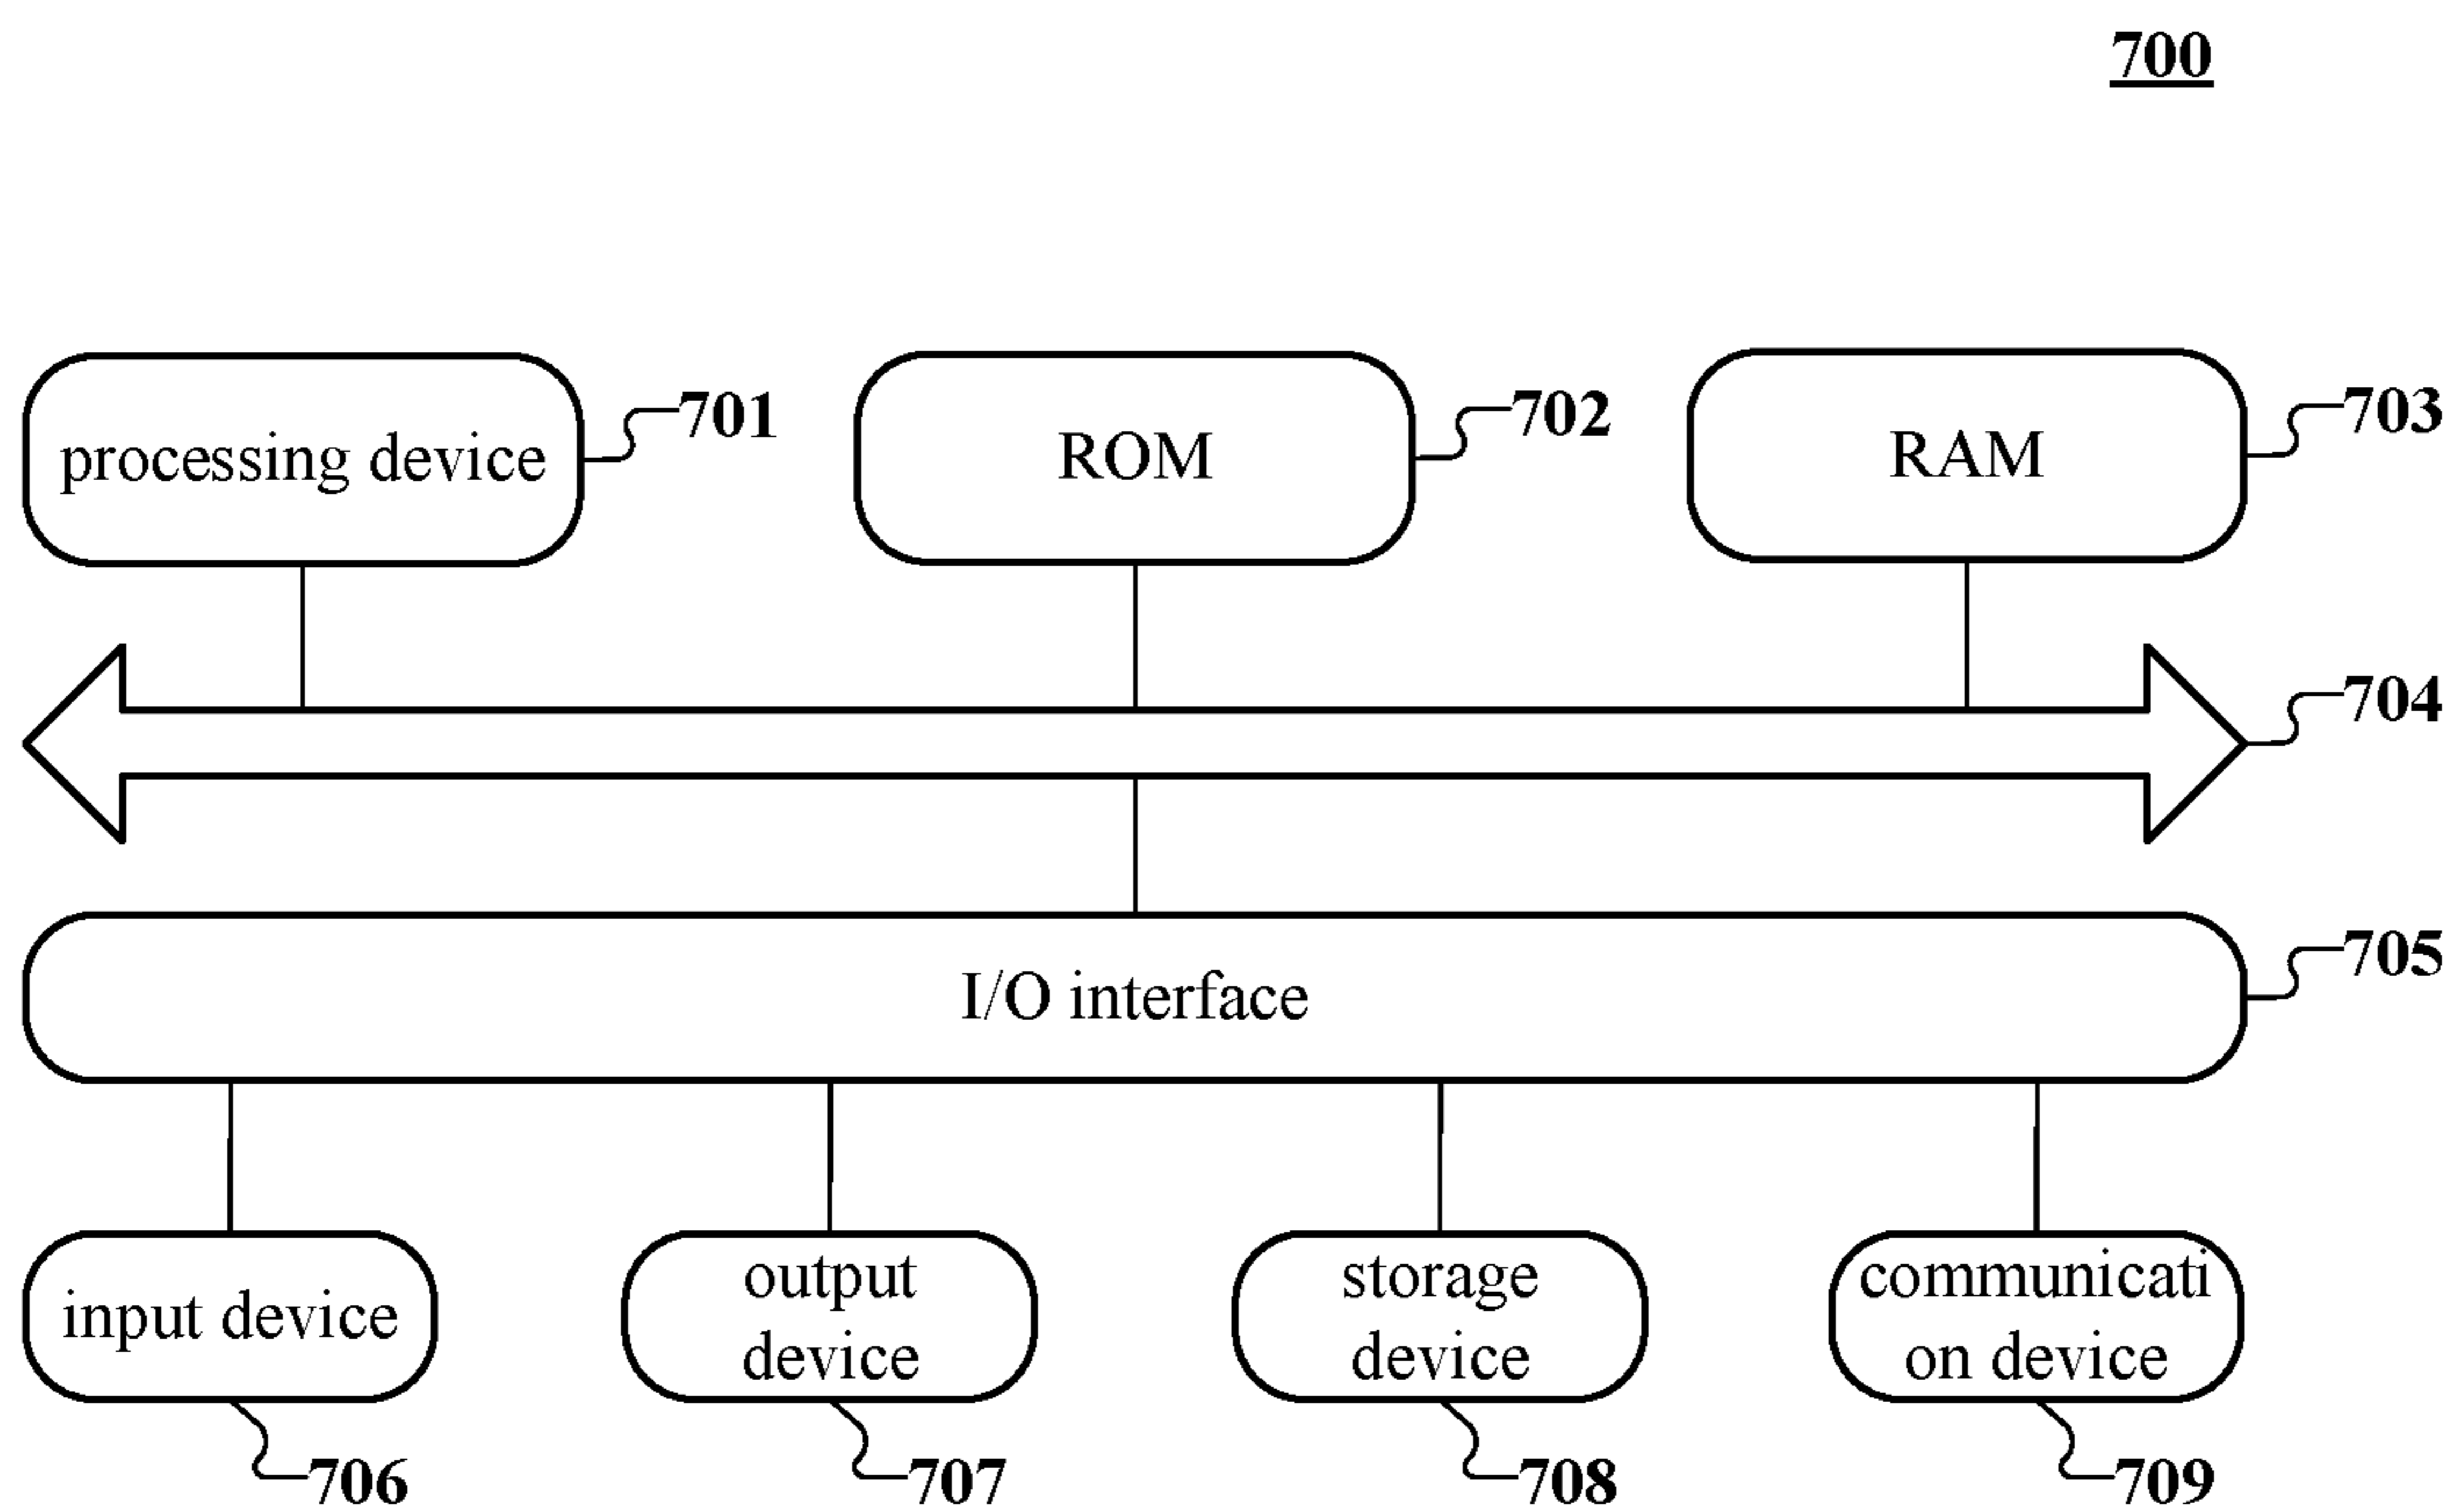 700
processing device
701
ROM
702
RAM
703
704
I/O interface
705
input device
output
device
storage
device
communicati
on device
706
707
708
709